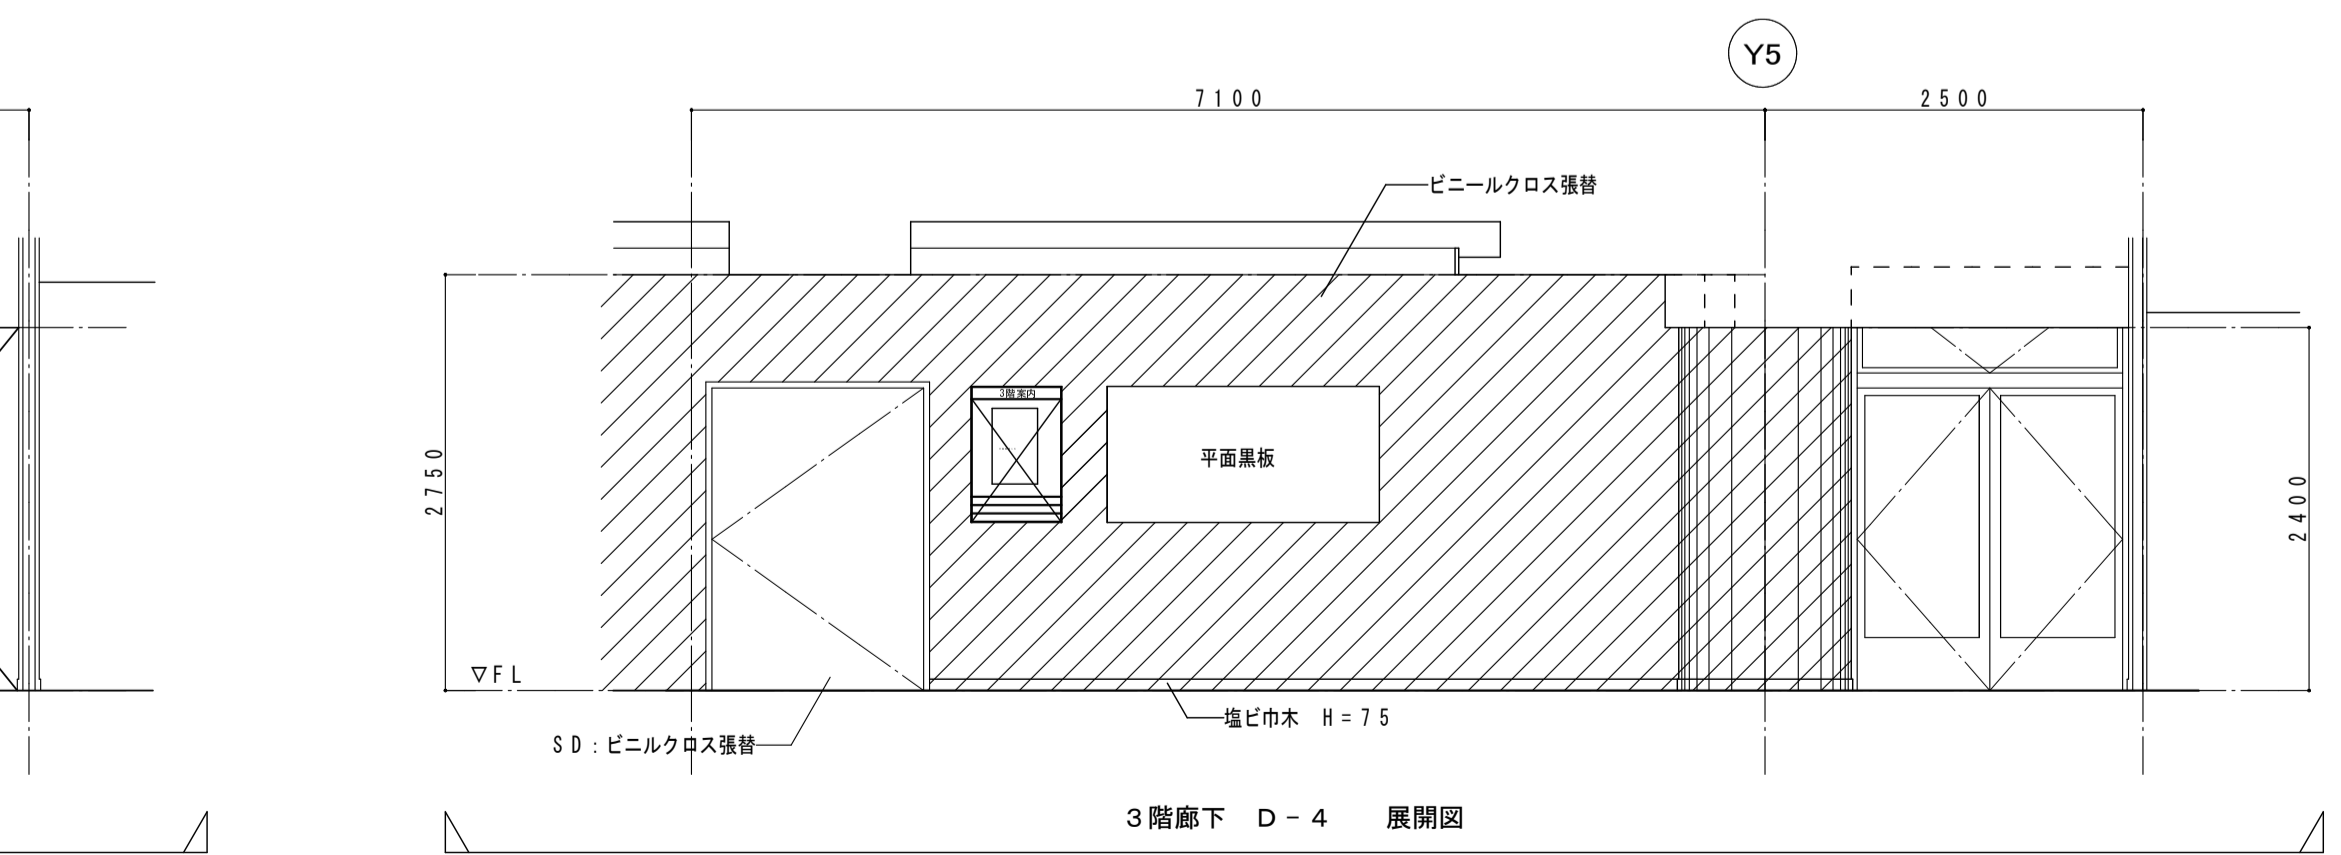 Y5
7100
2500
ビニールクロス張替
3階案内
平面黒板
2750
2400
▽FL
塩ビ巾木 H=75
SD:ビニルクロス張替
3階廊下 D-4 展開図